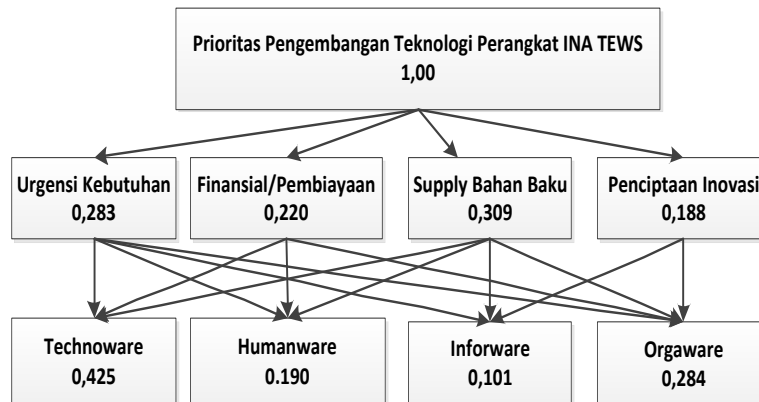 Prioritas Pengembangan Teknologi Perangkat INA TEWS
1,00
Urgensi Kebutuhan
0,283
Finansial/Pembiayaan
0,220
Supply Bahan Baku
0,309
Penciptaan Inovasi
0,188
Technoware
0,425
Humanware
0.190
Inforware
0,101
Orgaware
0,284